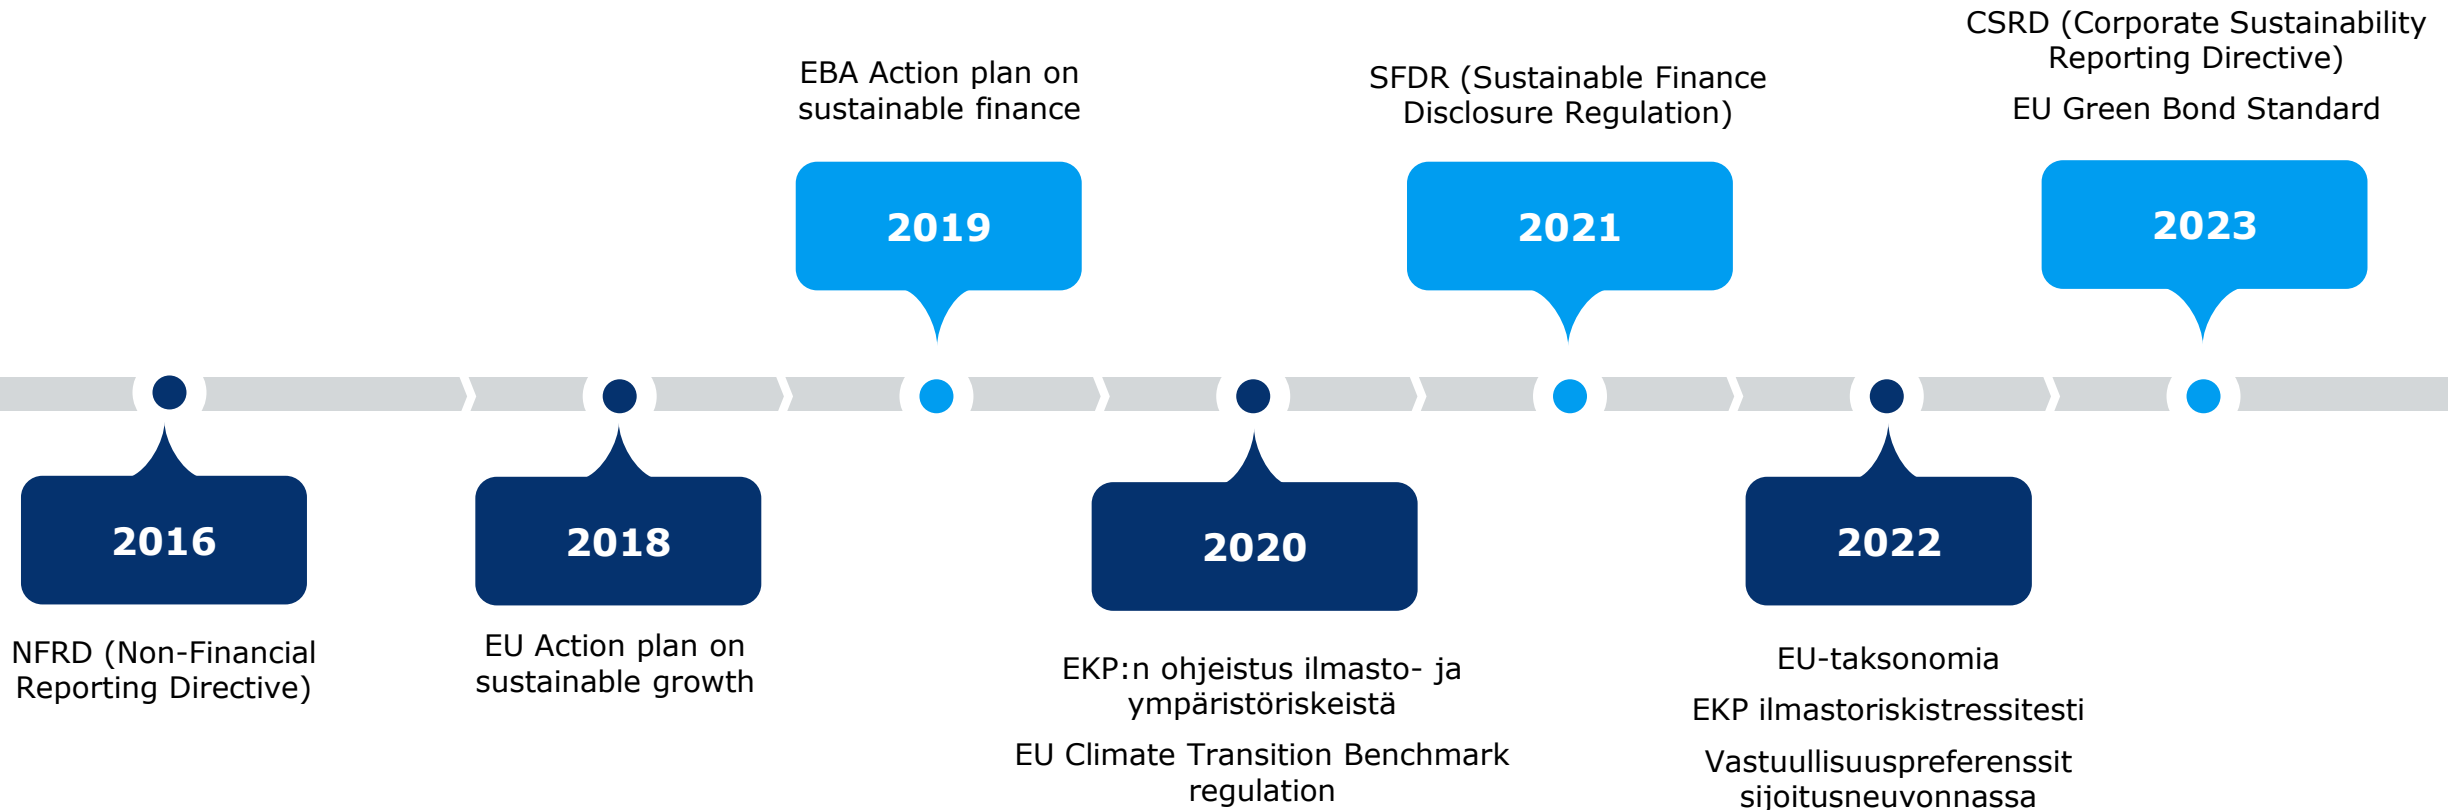 2016
NFRD (Non-Financial
Reporting Directive)
2018
EU Action plan on
sustainable growth
EBA Action plan on
sustainable finance
2019
2020
EKP:n ohjeistus ilmasto- ja
ympäristöriskeistä
EU Climate Transition Benchmark
regulation
SFDR (Sustainable Finance
Disclosure Regulation)
2021
2022
EU-taksonomia
EKP ilmastoriskistressitesti
Vastuullisuuspreferenssit
sijoitusneuvonnassa
CSRD (Corporate Sustainability
Reporting Directive)
EU Green Bond Standard
2023